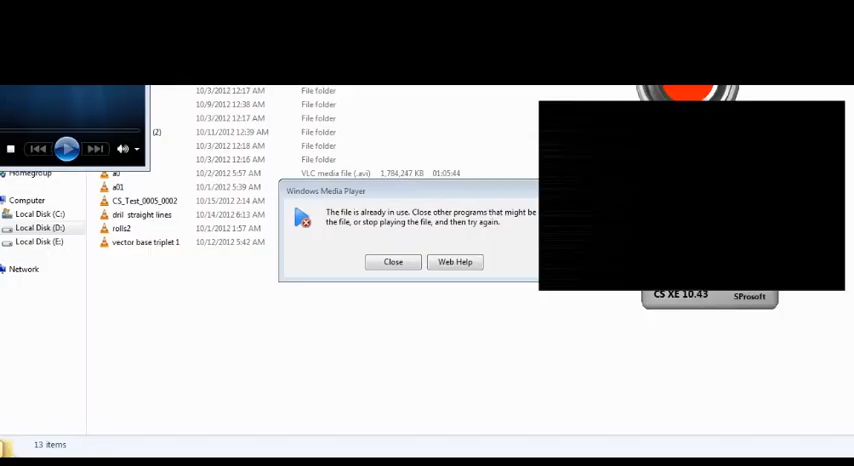 10/3/2012 12:17 AM File folder
10/9/2012 12:38 AM File folder
10/3/2012 12:17 AM File folder
(2) 10/11/2012 12:39 AM File folder
10/3/2012 12:18 AM File folder
10/3/2012 12:16 AM File folder
Homegroup a0 10/2/2012 5:57 AM VLC media file (.avi) 1,784,247 KB 01:05:44
a01 10/1/2012 5:39 AM
Windows Media Player
Computer CS_Test_0005_0002 10/15/2012 2:14 AM
Local Disk (C:) dril straight lines 10/14/2012 6:13 AM
The file is already in use. Close other programs that might be
the file, or stop playing the file, and then try again.
Local Disk (D:) rolls2 10/1/2012 1:57 AM
Local Disk (E:) vector base triplet 1 10/12/2012 5:42 AM
Close Web Help
Network
CS XE 10.43 SProsoft
13 items